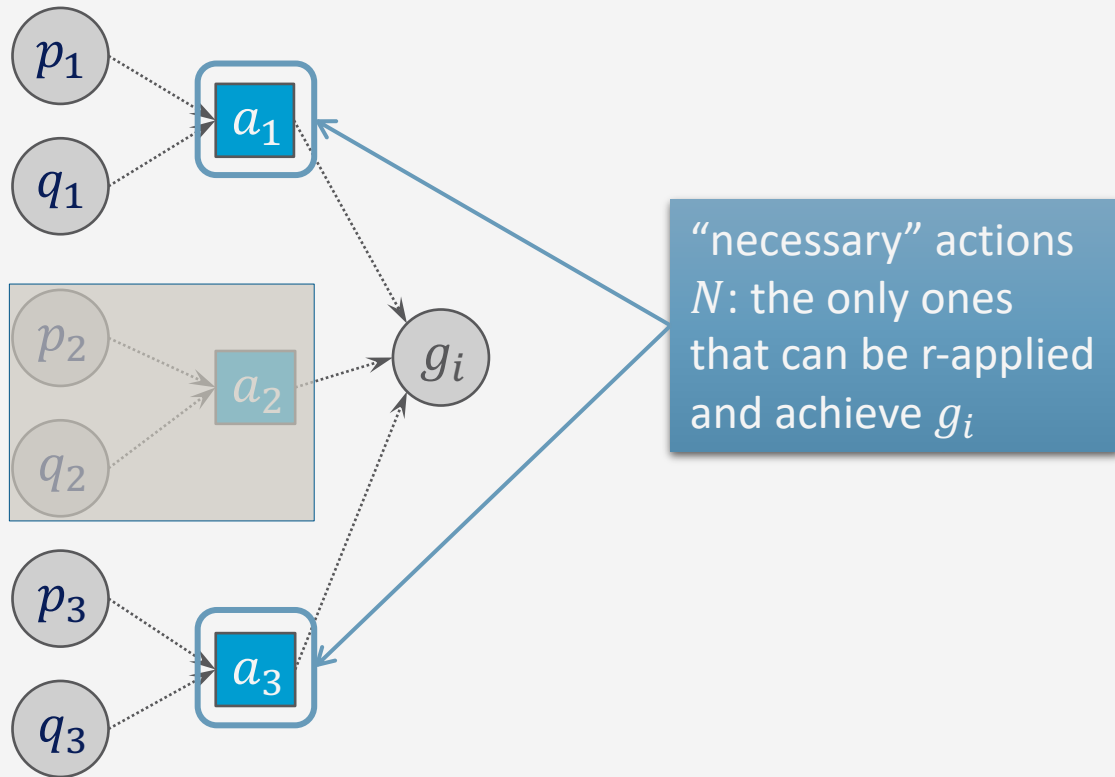 p₁
a₁
q₁
“necessary” actions
N: the only ones
that can be r-applied
and achieve gᵢ
p₂
a₂
gᵢ
q₂
p₃
a₃
q₃